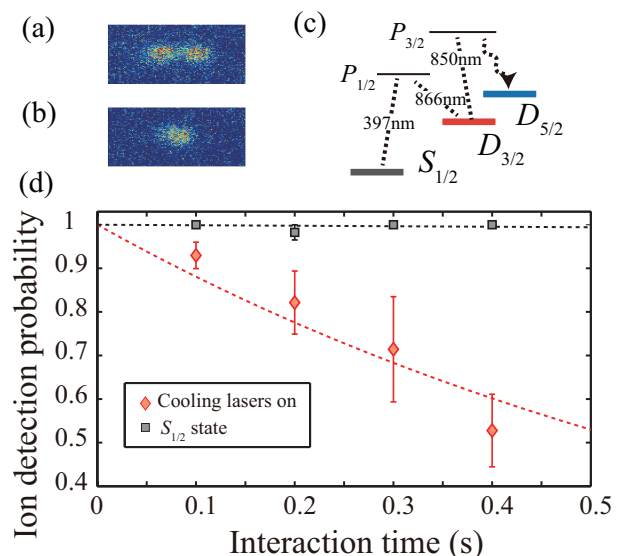 (a)
(b)
(c)
P3/2
P1/2
850nm
866nm
397nm
D5/2
D3/2
S1/2
(d)
Ion detection probability
1
0.9
0.8
0.7
0.6
0.5
0.4
Cooling lasers on
S1/2 state
0
0.1
0.2
0.3
0.4
0.5
Interaction time (s)